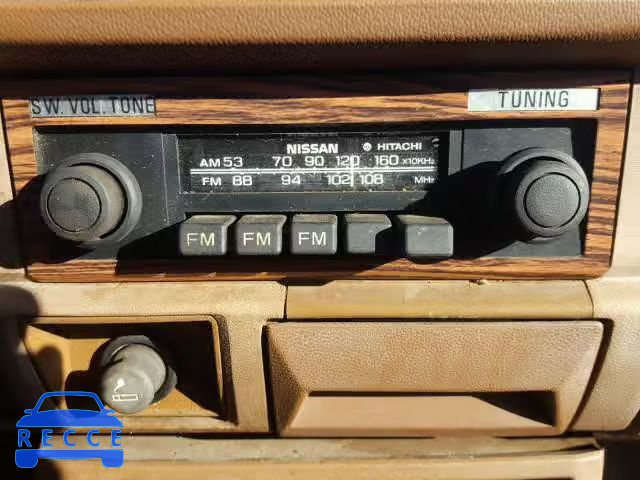 SW. VOL. TONE
TUNING
NISSAN HITACHI
AM 53 70 90 120 160 x10KHz
FM 88 94 102 108 MHz
FM FM FM
RECCE